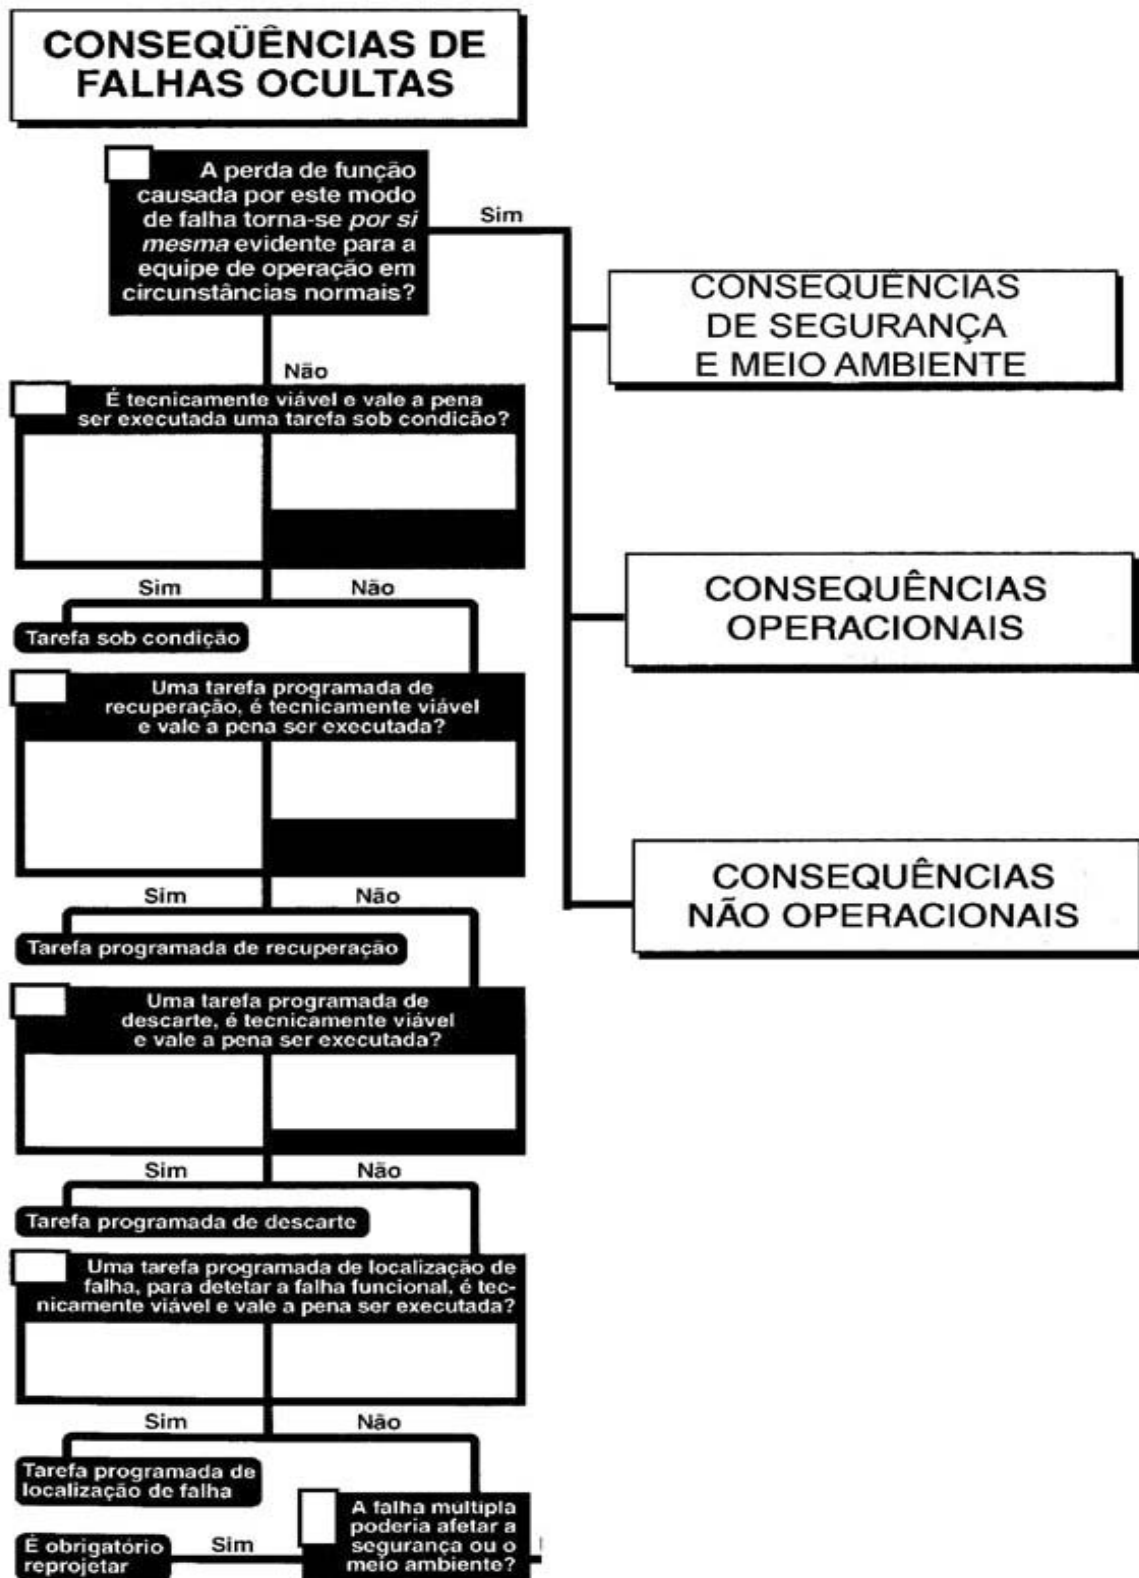 CONSEQÜÊNCIAS DE
FALHAS OCULTAS
A perda de função
causada por este modo
de falha torna-se por si
mesma evidente para a
equipe de operação em
circunstâncias normais?
Sim
CONSEQUÊNCIAS
DE SEGURANÇA
E MEIO AMBIENTE
Não
É tecnicamente viável e vale a pena
ser executada uma tarefa sob condição?
Sim
Não
CONSEQUÊNCIAS
OPERACIONAIS
Tarefa sob condição
Uma tarefa programada de
recuperação, é tecnicamente viável
e vale a pena ser executada?
CONSEQUÊNCIAS
NÃO OPERACIONAIS
Sim
Não
Tarefa programada de recuperação
Uma tarefa programada de
descarte, é tecnicamente viável
e vale a pena ser executada?
Sim
Não
Tarefa programada de descarte
Uma tarefa programada de localização de
falha, para detetar a falha funcional, é tec-
nicamente viável e vale a pena ser executada?
Sim
Não
Tarefa programada de
localização de falha
A falha múltipla
poderia afetar a
segurança ou o
meio ambiente?
Sim
É obrigatório
reprojetar